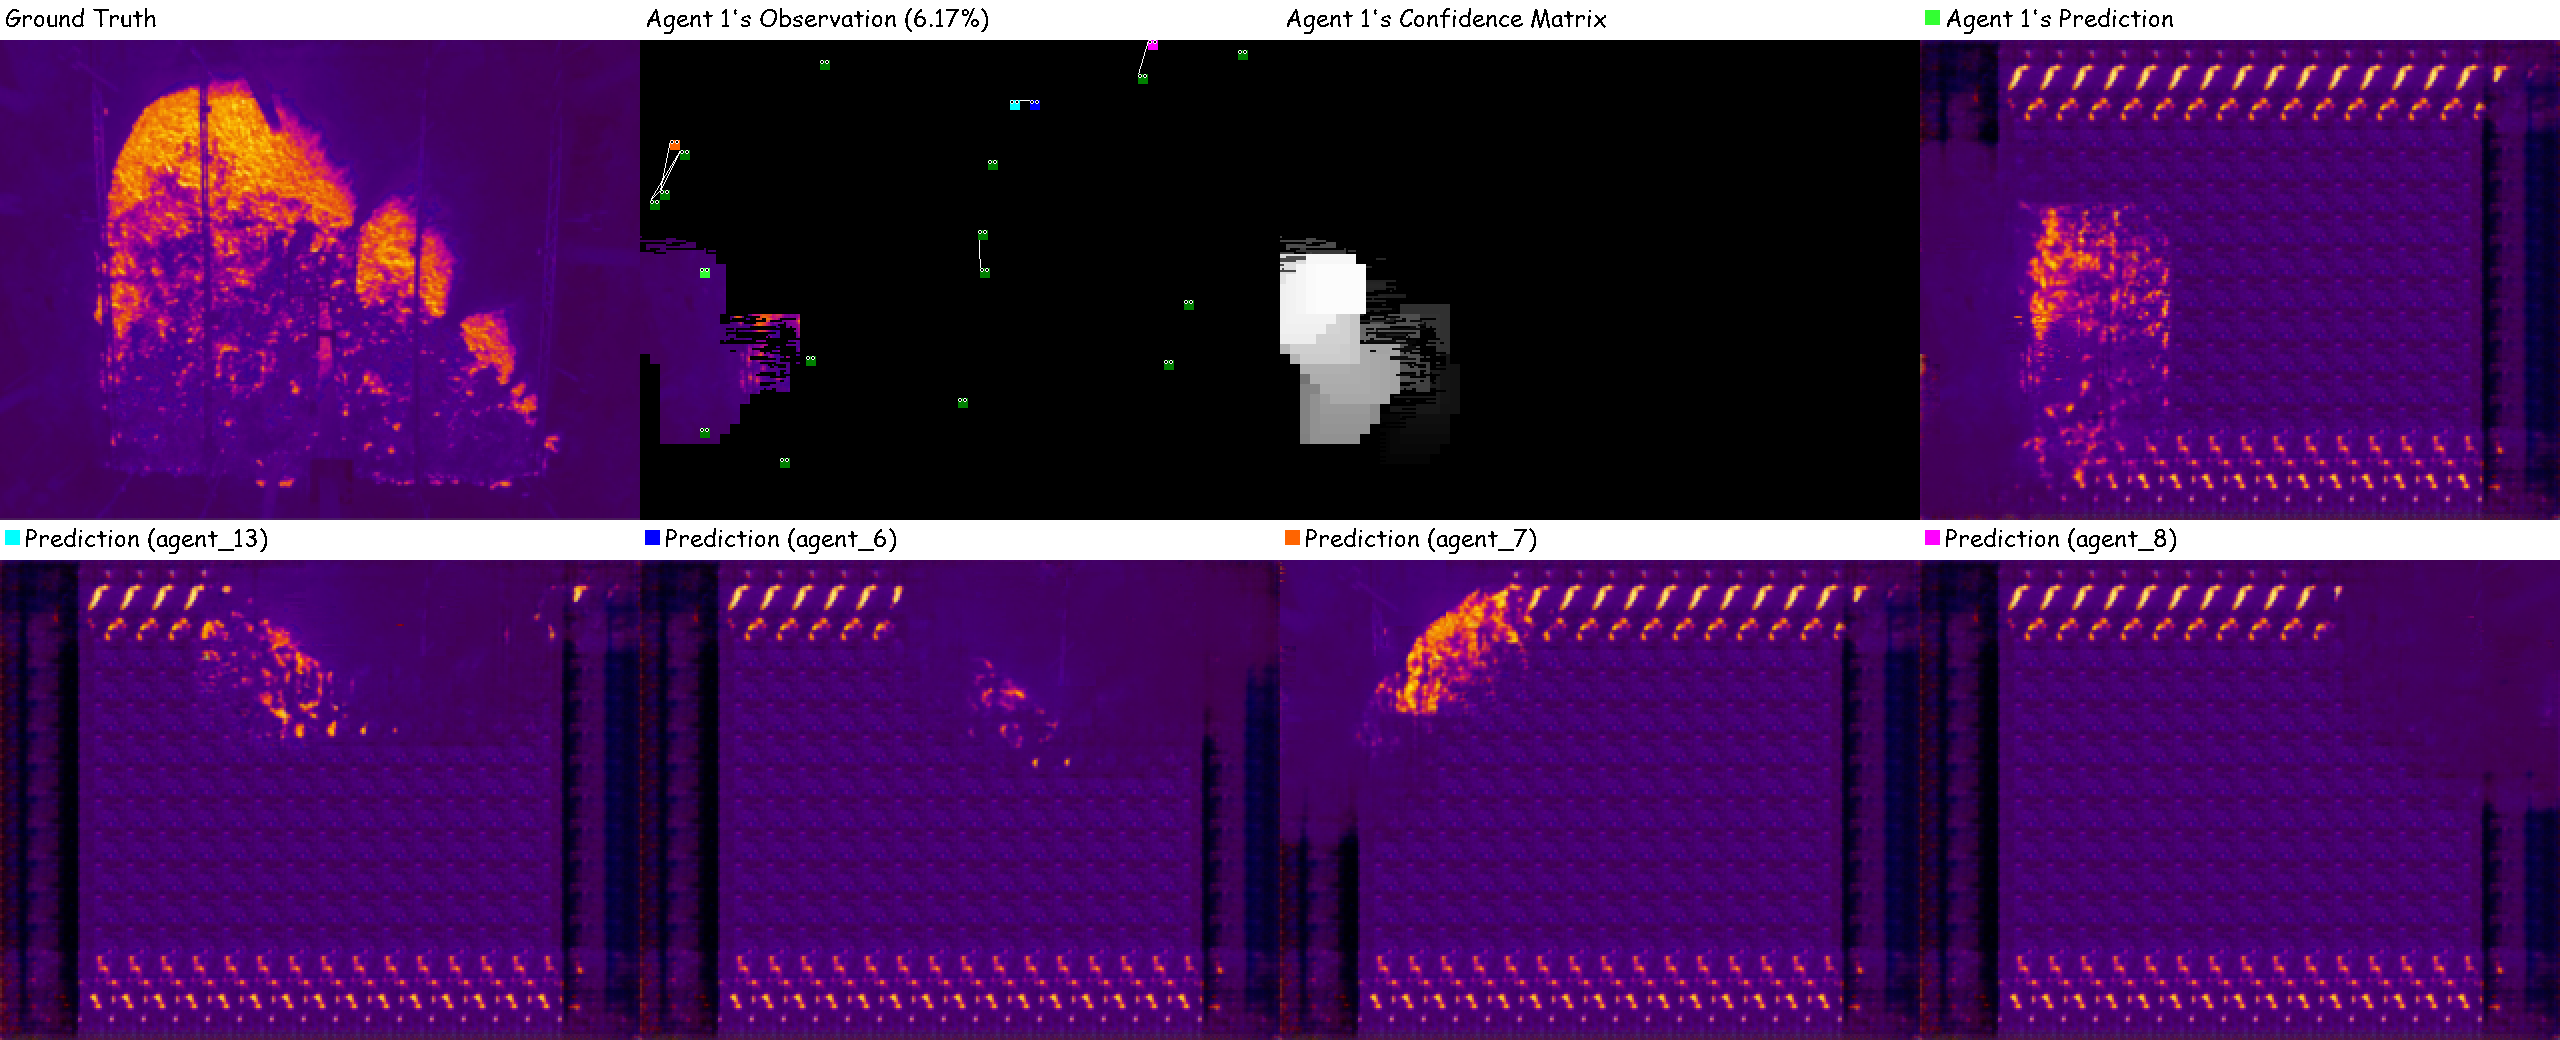 Ground Truth
Agent 1's Observation (6.17%)
Agent 1's Confidence Matrix
Agent 1's Prediction
Prediction (agent_13)
Prediction (agent_6)
Prediction (agent_7)
Prediction (agent_8)